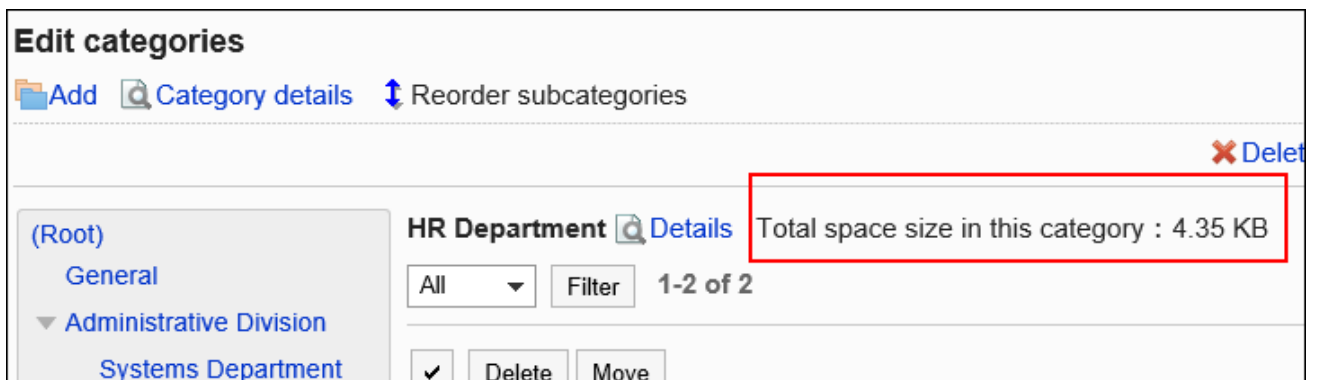 Edit categories
Add Category details Reorder subcategories
Delet
(Root)
General
Administrative Division
Systems Department
HR Department Details Total space size in this category : 4.35 KB
All Filter 1-2 of 2
Delete Move